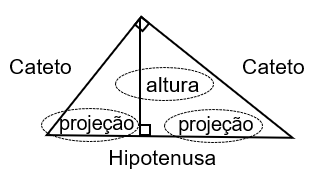 Cateto
Cateto
altura
projeção
projeção
Hipotenusa